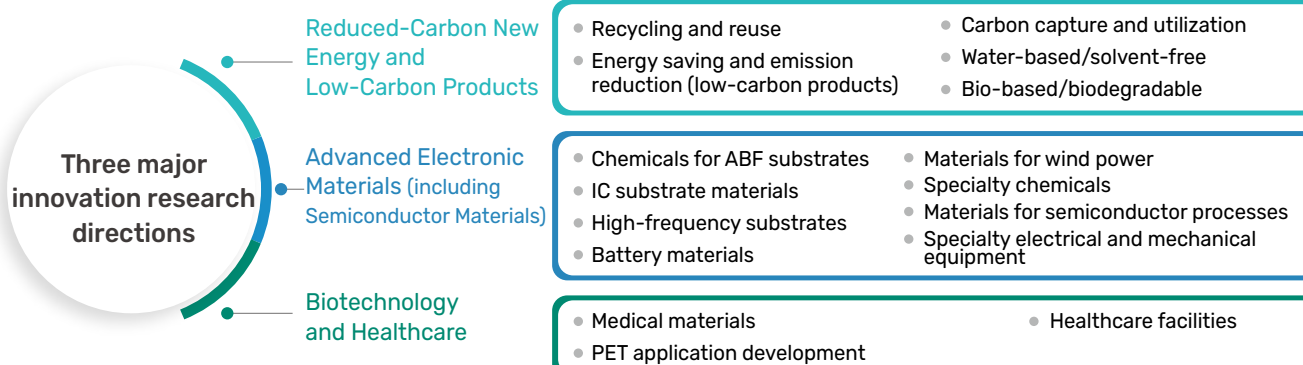 Three major
innovation research
directions
Reduced-Carbon New
Energy and
Low-Carbon Products
Recycling and reuse
Energy saving and emission
reduction (low-carbon products)
Carbon capture and utilization
Water-based/solvent-free
Bio-based/biodegradable
Advanced Electronic
Materials (including
Semiconductor Materials)
Chemicals for ABF substrates
IC substrate materials
High-frequency substrates
Battery materials
Materials for wind power
Specialty chemicals
Materials for semiconductor processes
Specialty electrical and mechanical
equipment
Biotechnology
and Healthcare
Medical materials
PET application development
Healthcare facilities